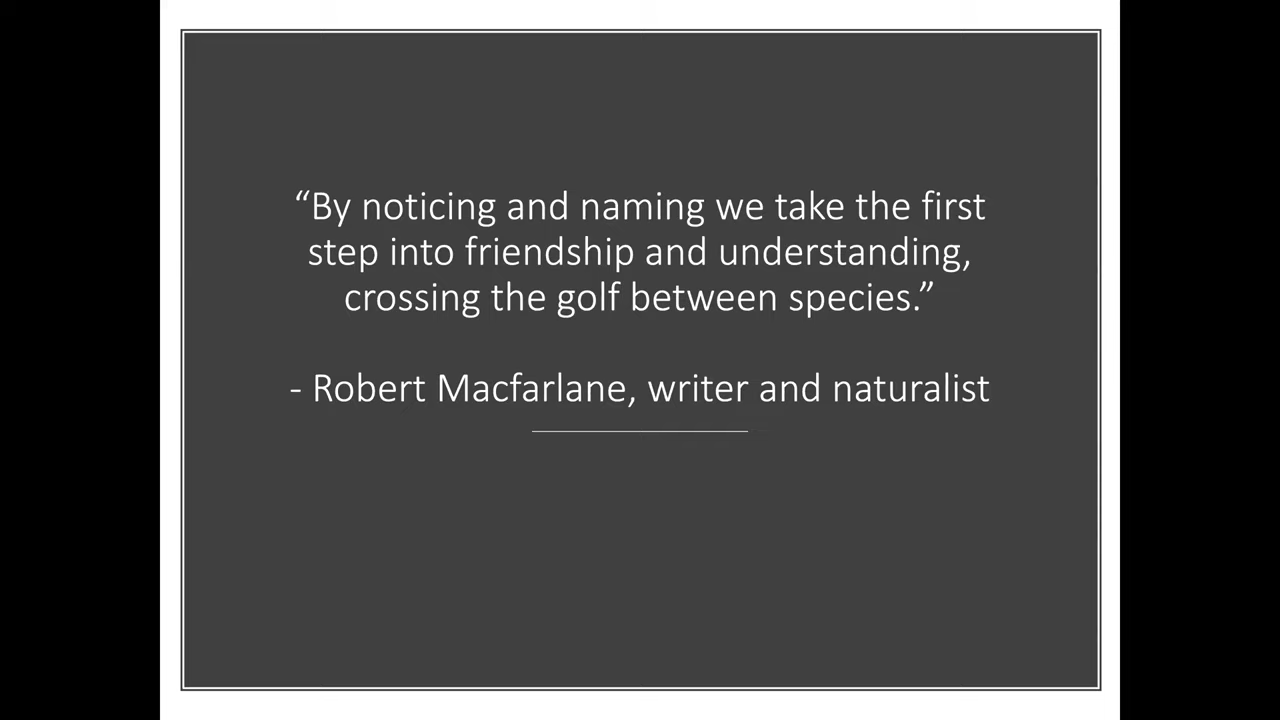 “By noticing and naming we take the first
step into friendship and understanding,
crossing the golf between species.”
- Robert Macfarlane, writer and naturalist